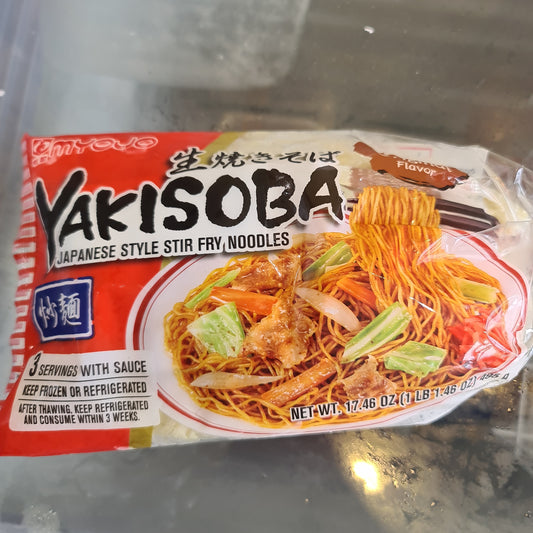 MYOJO
生焼きそば
YAKISOBA
JAPANESE STYLE STIR FRY NOODLES
Flavor
炒麺
3 SERVINGS WITH SAUCE
KEEP FROZEN OR REFRIGERATED
AFTER THAWING, KEEP REFRIGERATED
AND CONSUME WITHIN 3 WEEKS.
NET WT. 17.46 OZ (1 LB 1.46 OZ) 495 g